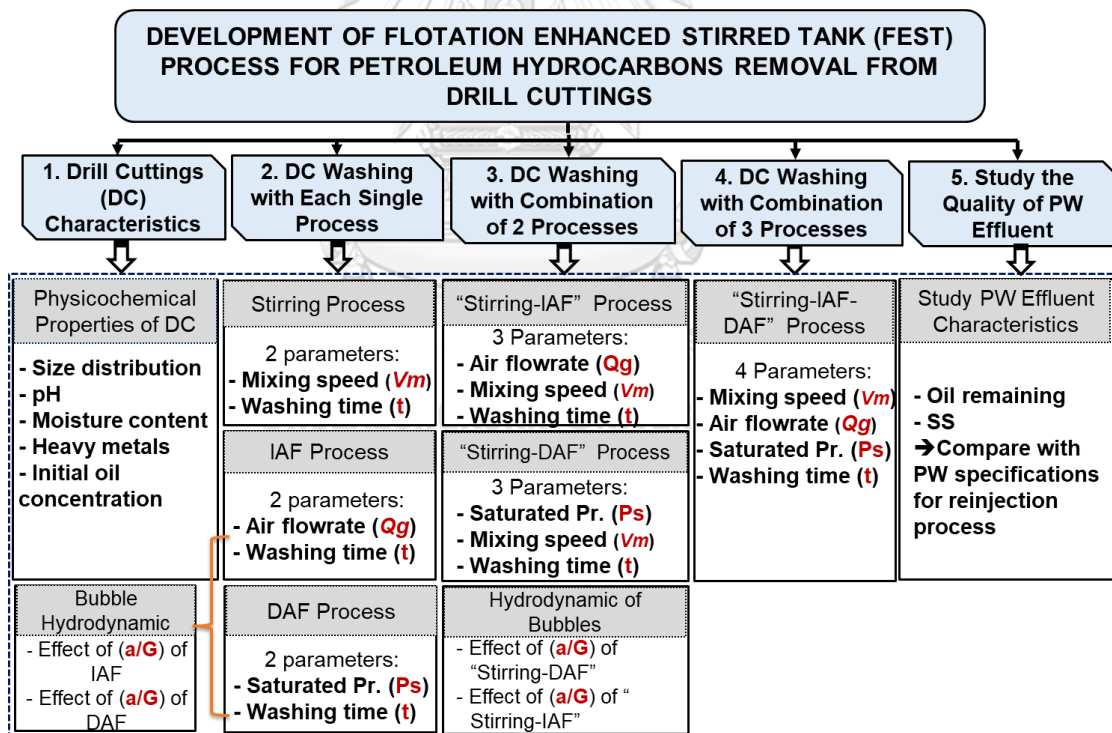 DEVELOPMENT OF FLOTATION ENHANCED STIRRED TANK (FEST)
PROCESS FOR PETROLEUM HYDROCARBONS REMOVAL FROM
DRILL CUTTINGS
1. Drill Cuttings
(DC)
Characteristics
2. DC Washing
with Each Single
Process
3. DC Washing
with Combination
of 2 Processes
4. DC Washing
with Combination
of 3 Processes
5. Study the
Quality of PW
Effluent
Physicochemical
Properties of DC
- Size distribution
- pH
- Moisture content
- Heavy metals
- Initial oil
concentration
Bubble
Hydrodynamic
- Effect of (a/G) of
IAF
- Effect of (a/G) of
DAF
Stirring Process
2 parameters:
- Mixing speed (Vm)
- Washing time (t)
IAF Process
2 parameters:
- Air flowrate (Qg)
- Washing time (t)
DAF Process
2 parameters:
- Saturated Pr. (Ps)
- Washing time (t)
“Stirring-IAF” Process
3 Parameters:
- Air flowrate (Qg)
- Mixing speed (Vm)
- Washing time (t)
“Stirring-DAF” Process
3 Parameters:
- Saturated Pr. (Ps)
- Mixing speed (Vm)
- Washing time (t)
Hydrodynamic of
Bubbles
- Effect of (a/G) of
“Stirring-DAF”
- Effect of (a/G) of “
Stirring-IAF”
“Stirring-IAF-
DAF” Process
4 Parameters:
- Mixing speed (Vm)
- Air flowrate (Qg)
- Saturated Pr. (Ps)
- Washing time (t)
Study PW Effluent
Characteristics
- Oil remaining
- SS
➔Compare with
PW specifications
for reinjection
process